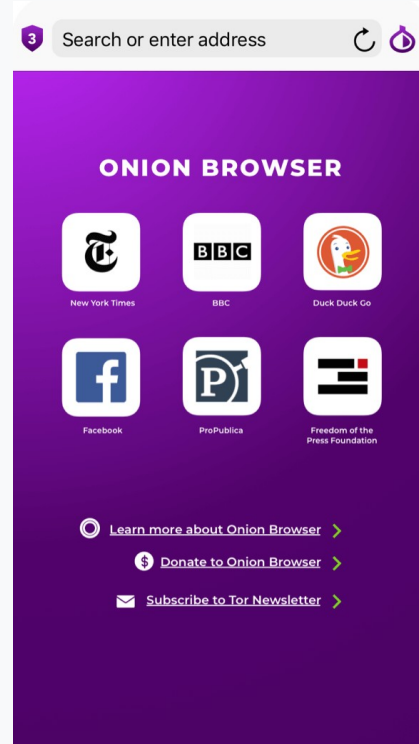 3
Search or enter address
ONION BROWSER
T
BBC
New York Times
BBC
Duck Duck Go
f
P
Facebook
ProPublica
Freedom of the
Press Foundation
Learn more about Onion Browser
$ Donate to Onion Browser
Subscribe to Tor Newsletter